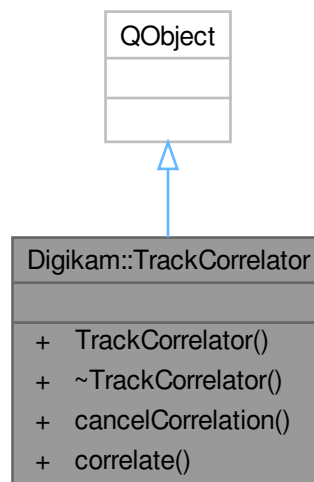 QObject
Digikam::TrackCorrelator
+ TrackCorrelator()
+ ~TrackCorrelator()
+ cancelCorrelation()
+ correlate()